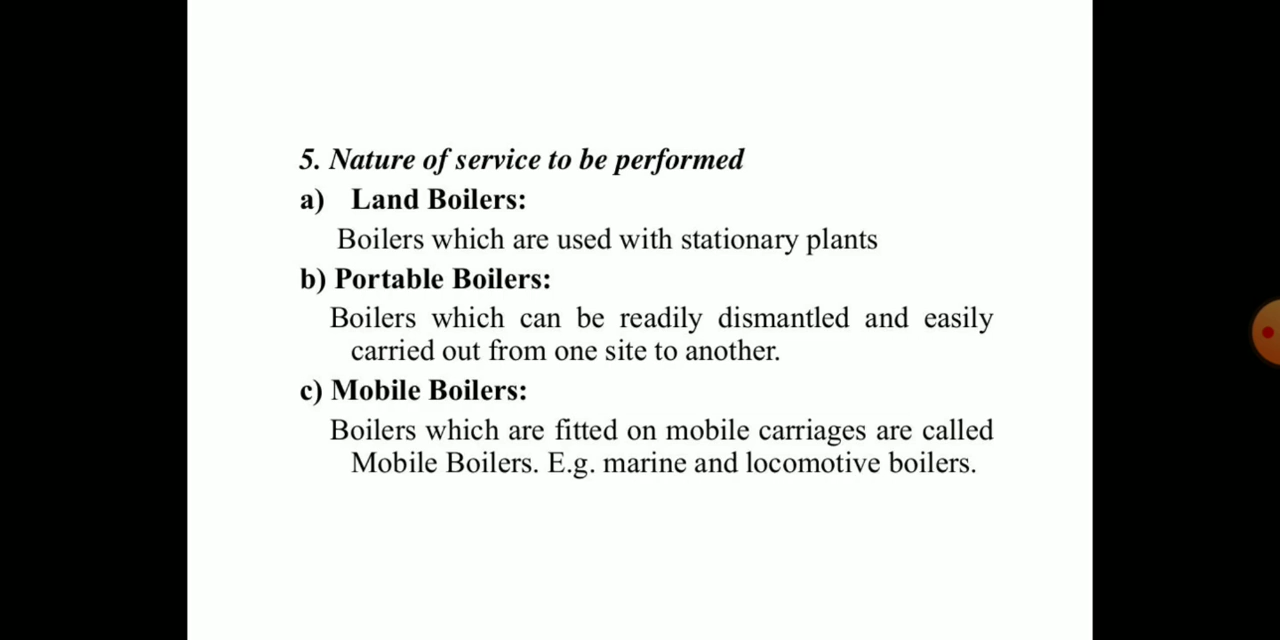 5. Nature of service to be performed
a) Land Boilers:
Boilers which are used with stationary plants
b) Portable Boilers:
Boilers which can be readily dismantled and easily
carried out from one site to another.
c) Mobile Boilers:
Boilers which are fitted on mobile carriages are called
Mobile Boilers. E.g. marine and locomotive boilers.